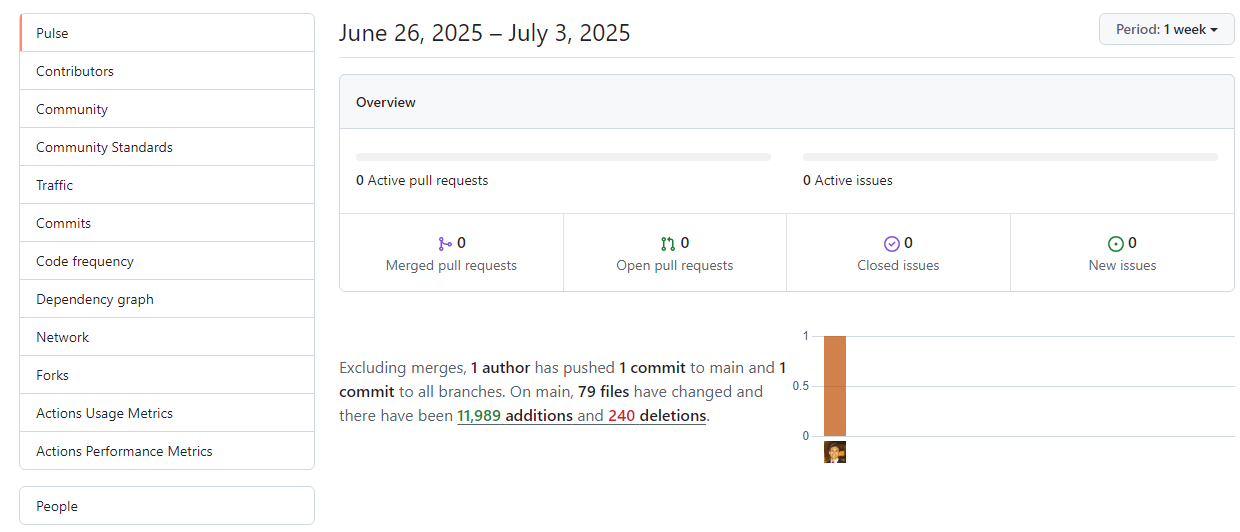 Pulse
Contributors
Community
Community Standards
Traffic
Commits
Code frequency
Dependency graph
Network
Forks
Actions Usage Metrics
Actions Performance Metrics
People
June 26, 2025 – July 3, 2025
Period: 1 week
Overview
0 Active pull requests
0 Active issues
0
Merged pull requests
0
Open pull requests
0
Closed issues
0
New issues
Excluding merges, 1 author has pushed 1 commit to main and 1
commit to all branches. On main, 79 files have changed and
there have been 11,989 additions and 240 deletions.
1
0.5
0